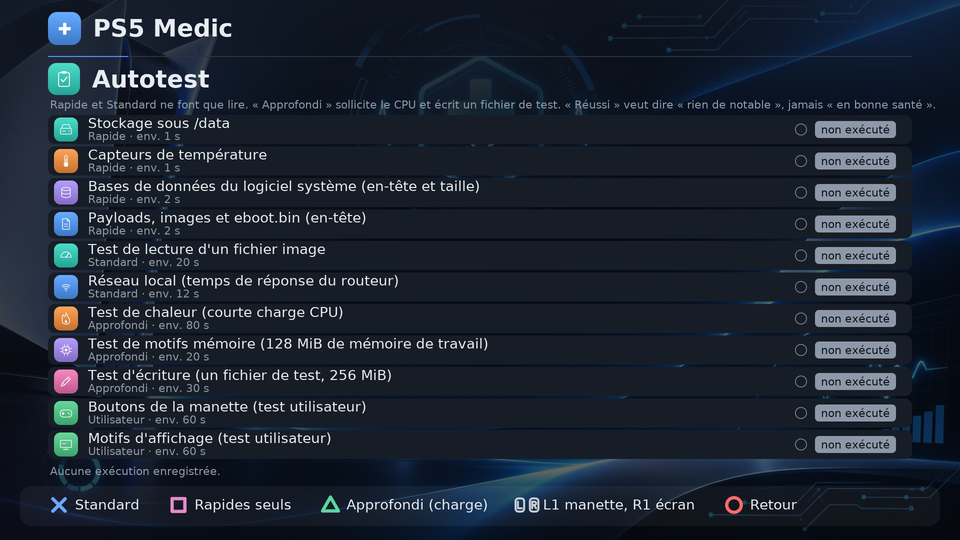 PS5 Medic
Autotest
Rapide et Standard ne font que lire. « Approfondi » sollicite le CPU et écrit un fichier de test. « Réussi » veut dire « rien de notable », jamais « en bonne santé ».
Stockage sous /data
Rapide · env. 1 s
non exécuté
Capteurs de température
Rapide · env. 1 s
non exécuté
Bases de données du logiciel système (en-tête et taille)
Rapide · env. 2 s
non exécuté
Payloads, images et eboot.bin (en-tête)
Rapide · env. 2 s
non exécuté
Test de lecture d'un fichier image
Standard · env. 20 s
non exécuté
Réseau local (temps de réponse du routeur)
Standard · env. 12 s
non exécuté
Test de chaleur (courte charge CPU)
Approfondi · env. 80 s
non exécuté
Test de motifs mémoire (128 MiB de mémoire de travail)
Approfondi · env. 20 s
non exécuté
Test d'écriture (un fichier de test, 256 MiB)
Approfondi · env. 30 s
non exécuté
Boutons de la manette (test utilisateur)
Utilisateur · env. 60 s
non exécuté
Motifs d'affichage (test utilisateur)
Utilisateur · env. 60 s
non exécuté
Aucune exécution enregistrée.
Standard Rapides seuls Approfondi (charge) L R L1 manette, R1 écran Retour